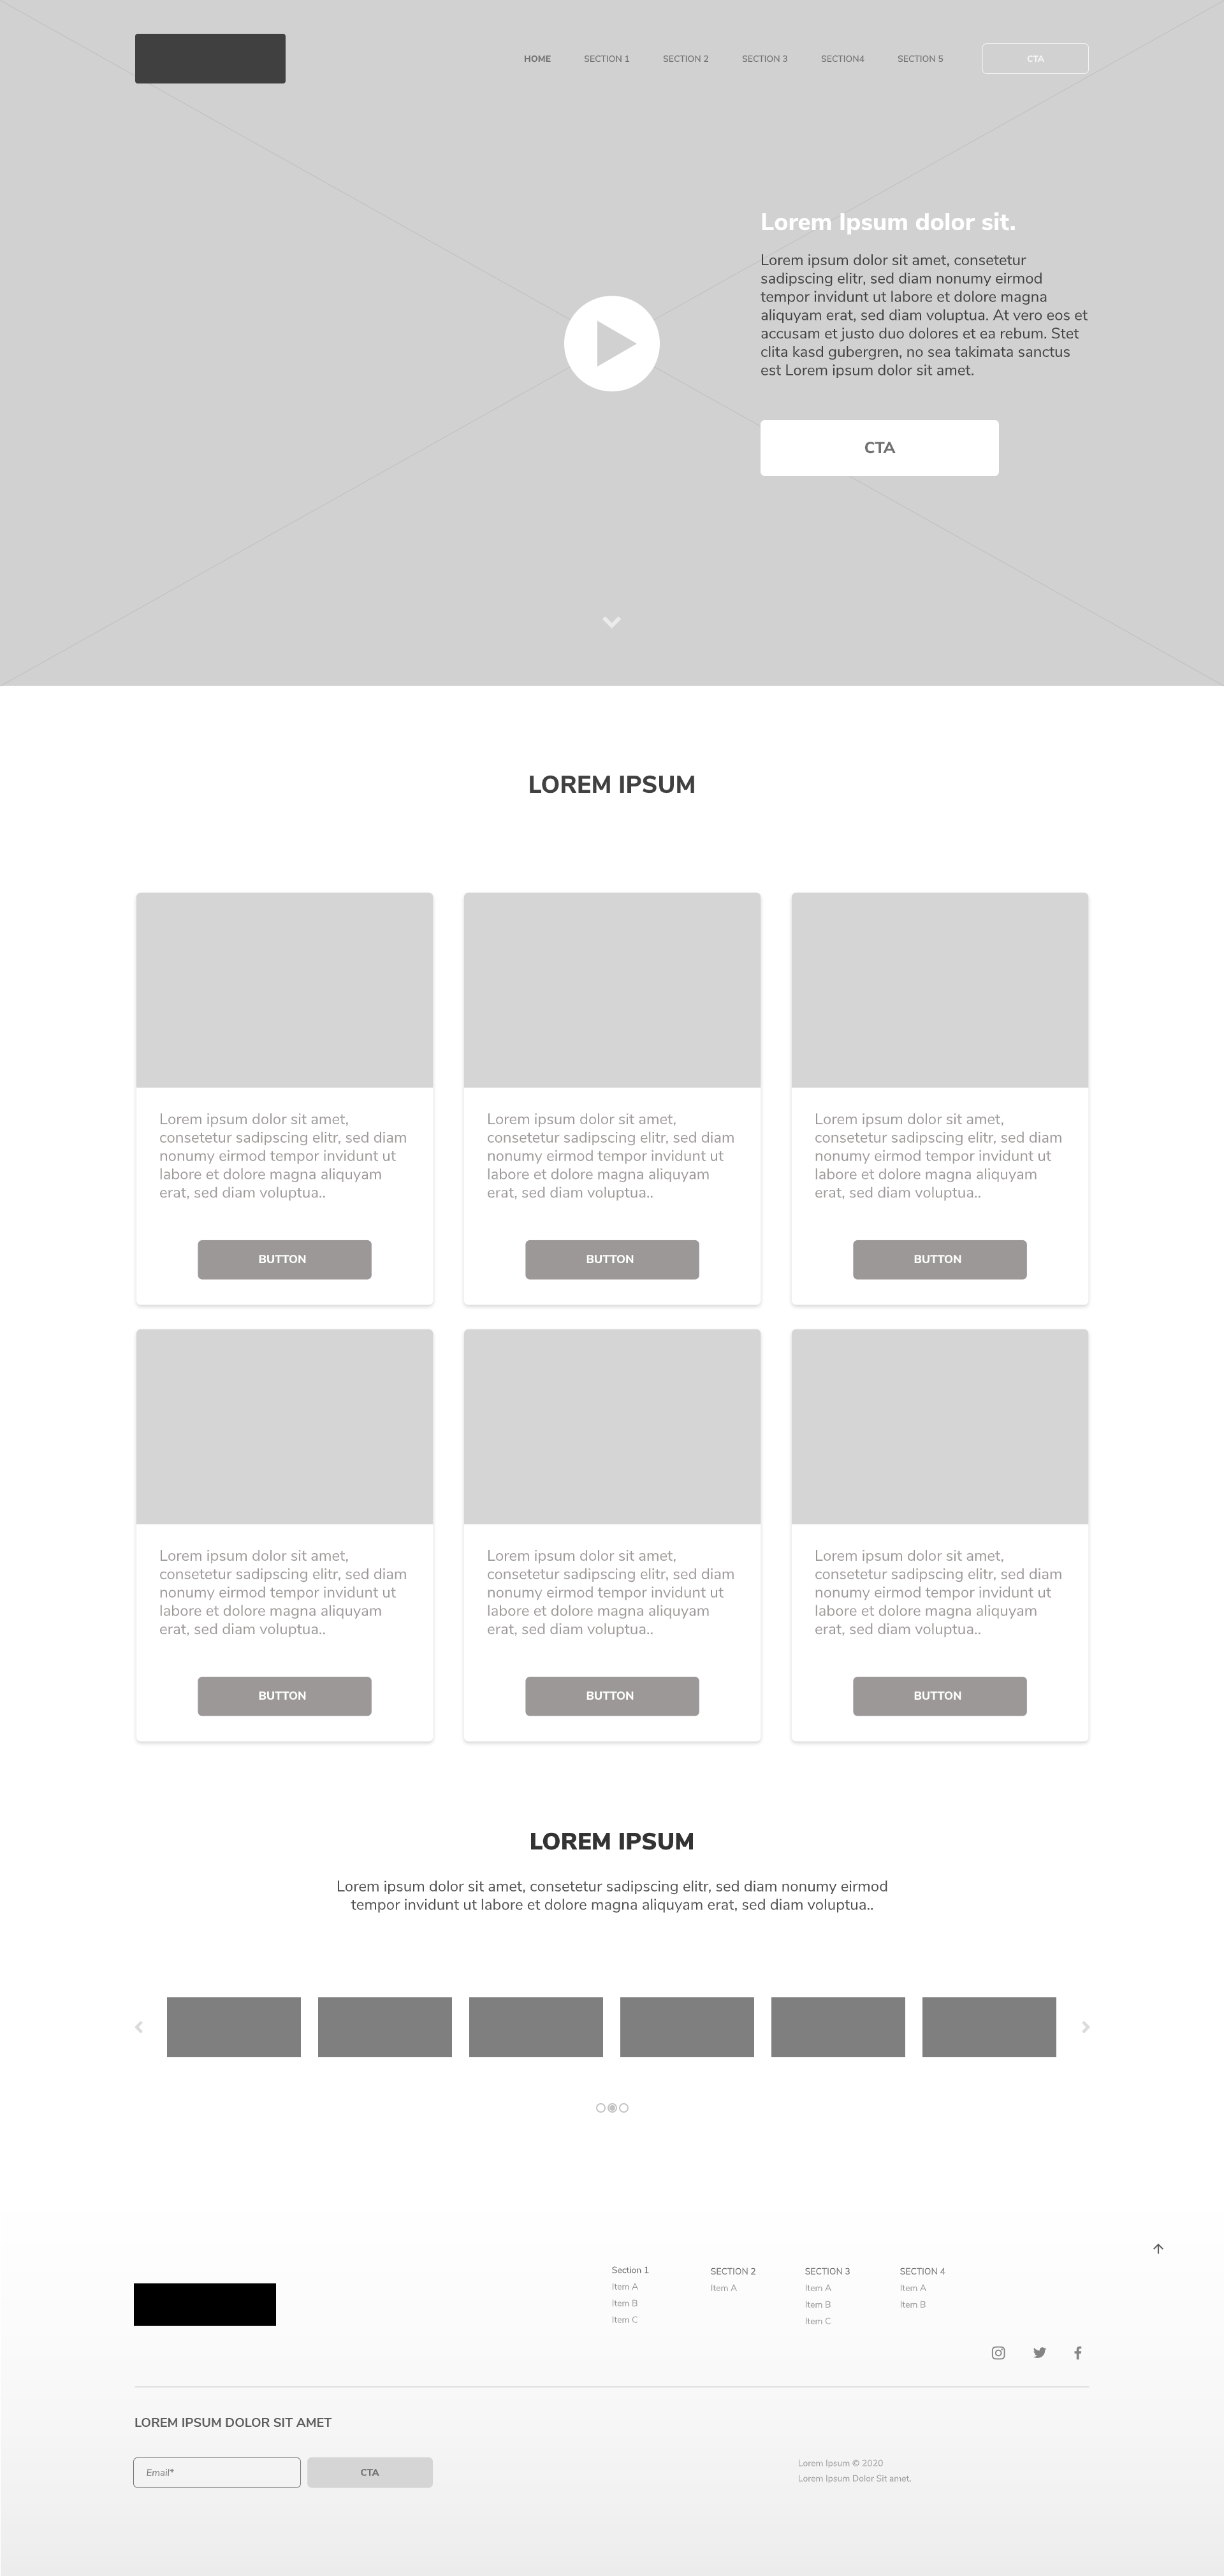 HOME SECTION 1 SECTION 2 SECTION 3 SECTION4 SECTION 5 CTA
Lorem Ipsum dolor sit.
Lorem ipsum dolor sit amet, consetetur
sadipscing elitr, sed diam nonumy eirmod
tempor invidunt ut labore et dolore magna
aliquyam erat, sed diam voluptua. At vero eos et
accusam et justo duo dolores et ea rebum. Stet
clita kasd gubergren, no sea takimata sanctus
est Lorem ipsum dolor sit amet.
CTA
LOREM IPSUM
Lorem ipsum dolor sit amet,
consetetur sadipscing elitr, sed diam
nonumy eirmod tempor invidunt ut
labore et dolore magna aliquyam
erat, sed diam voluptua..
BUTTON
Lorem ipsum dolor sit amet,
consetetur sadipscing elitr, sed diam
nonumy eirmod tempor invidunt ut
labore et dolore magna aliquyam
erat, sed diam voluptua..
BUTTON
Lorem ipsum dolor sit amet,
consetetur sadipscing elitr, sed diam
nonumy eirmod tempor invidunt ut
labore et dolore magna aliquyam
erat, sed diam voluptua..
BUTTON
Lorem ipsum dolor sit amet,
consetetur sadipscing elitr, sed diam
nonumy eirmod tempor invidunt ut
labore et dolore magna aliquyam
erat, sed diam voluptua..
BUTTON
Lorem ipsum dolor sit amet,
consetetur sadipscing elitr, sed diam
nonumy eirmod tempor invidunt ut
labore et dolore magna aliquyam
erat, sed diam voluptua..
BUTTON
Lorem ipsum dolor sit amet,
consetetur sadipscing elitr, sed diam
nonumy eirmod tempor invidunt ut
labore et dolore magna aliquyam
erat, sed diam voluptua..
BUTTON
LOREM IPSUM
Lorem ipsum dolor sit amet, consetetur sadipscing elitr, sed diam nonumy eirmod
tempor invidunt ut labore et dolore magna aliquyam erat, sed diam voluptua..
Section 1
Item A
Item B
Item C
SECTION 2
Item A
SECTION 3
Item A
Item B
Item C
SECTION 4
Item A
Item B
LOREM IPSUM DOLOR SIT AMET
Email*
CTA
Lorem Ipsum © 2020
Lorem Ipsum Dolor Sit amet.